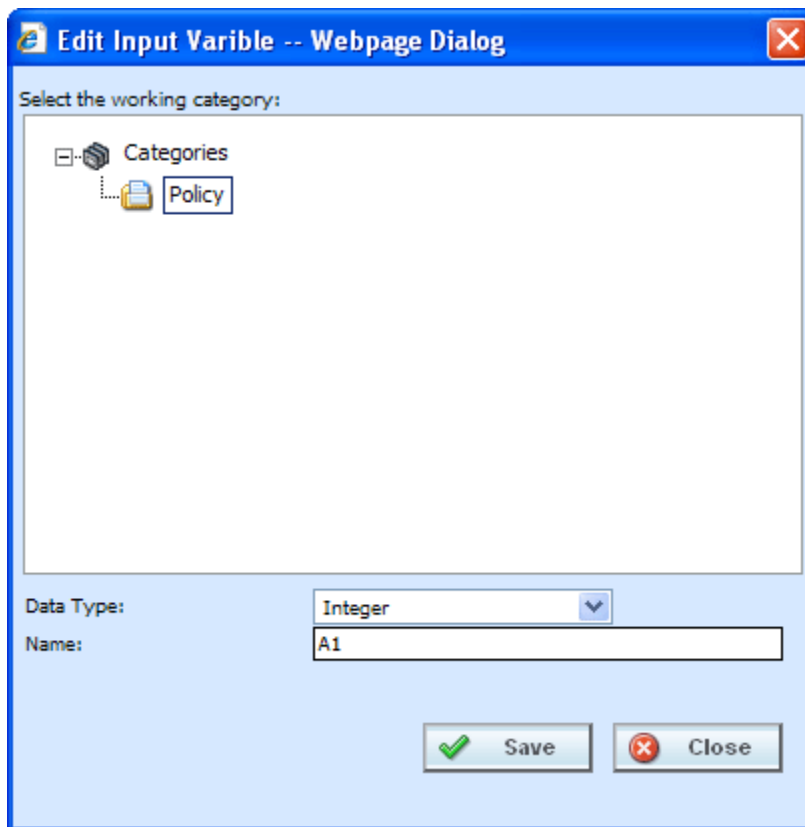 Edit Input Varible -- Webpage Dialog
Select the working category:
Categories
Policy
Data Type: Integer
Name: A1
Save Close